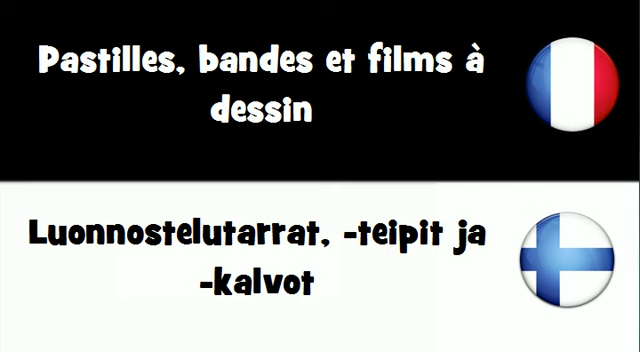 Pastilles, bandes et films à
dessin
Luonnostelutarrat, -teipit ja
-kalvot